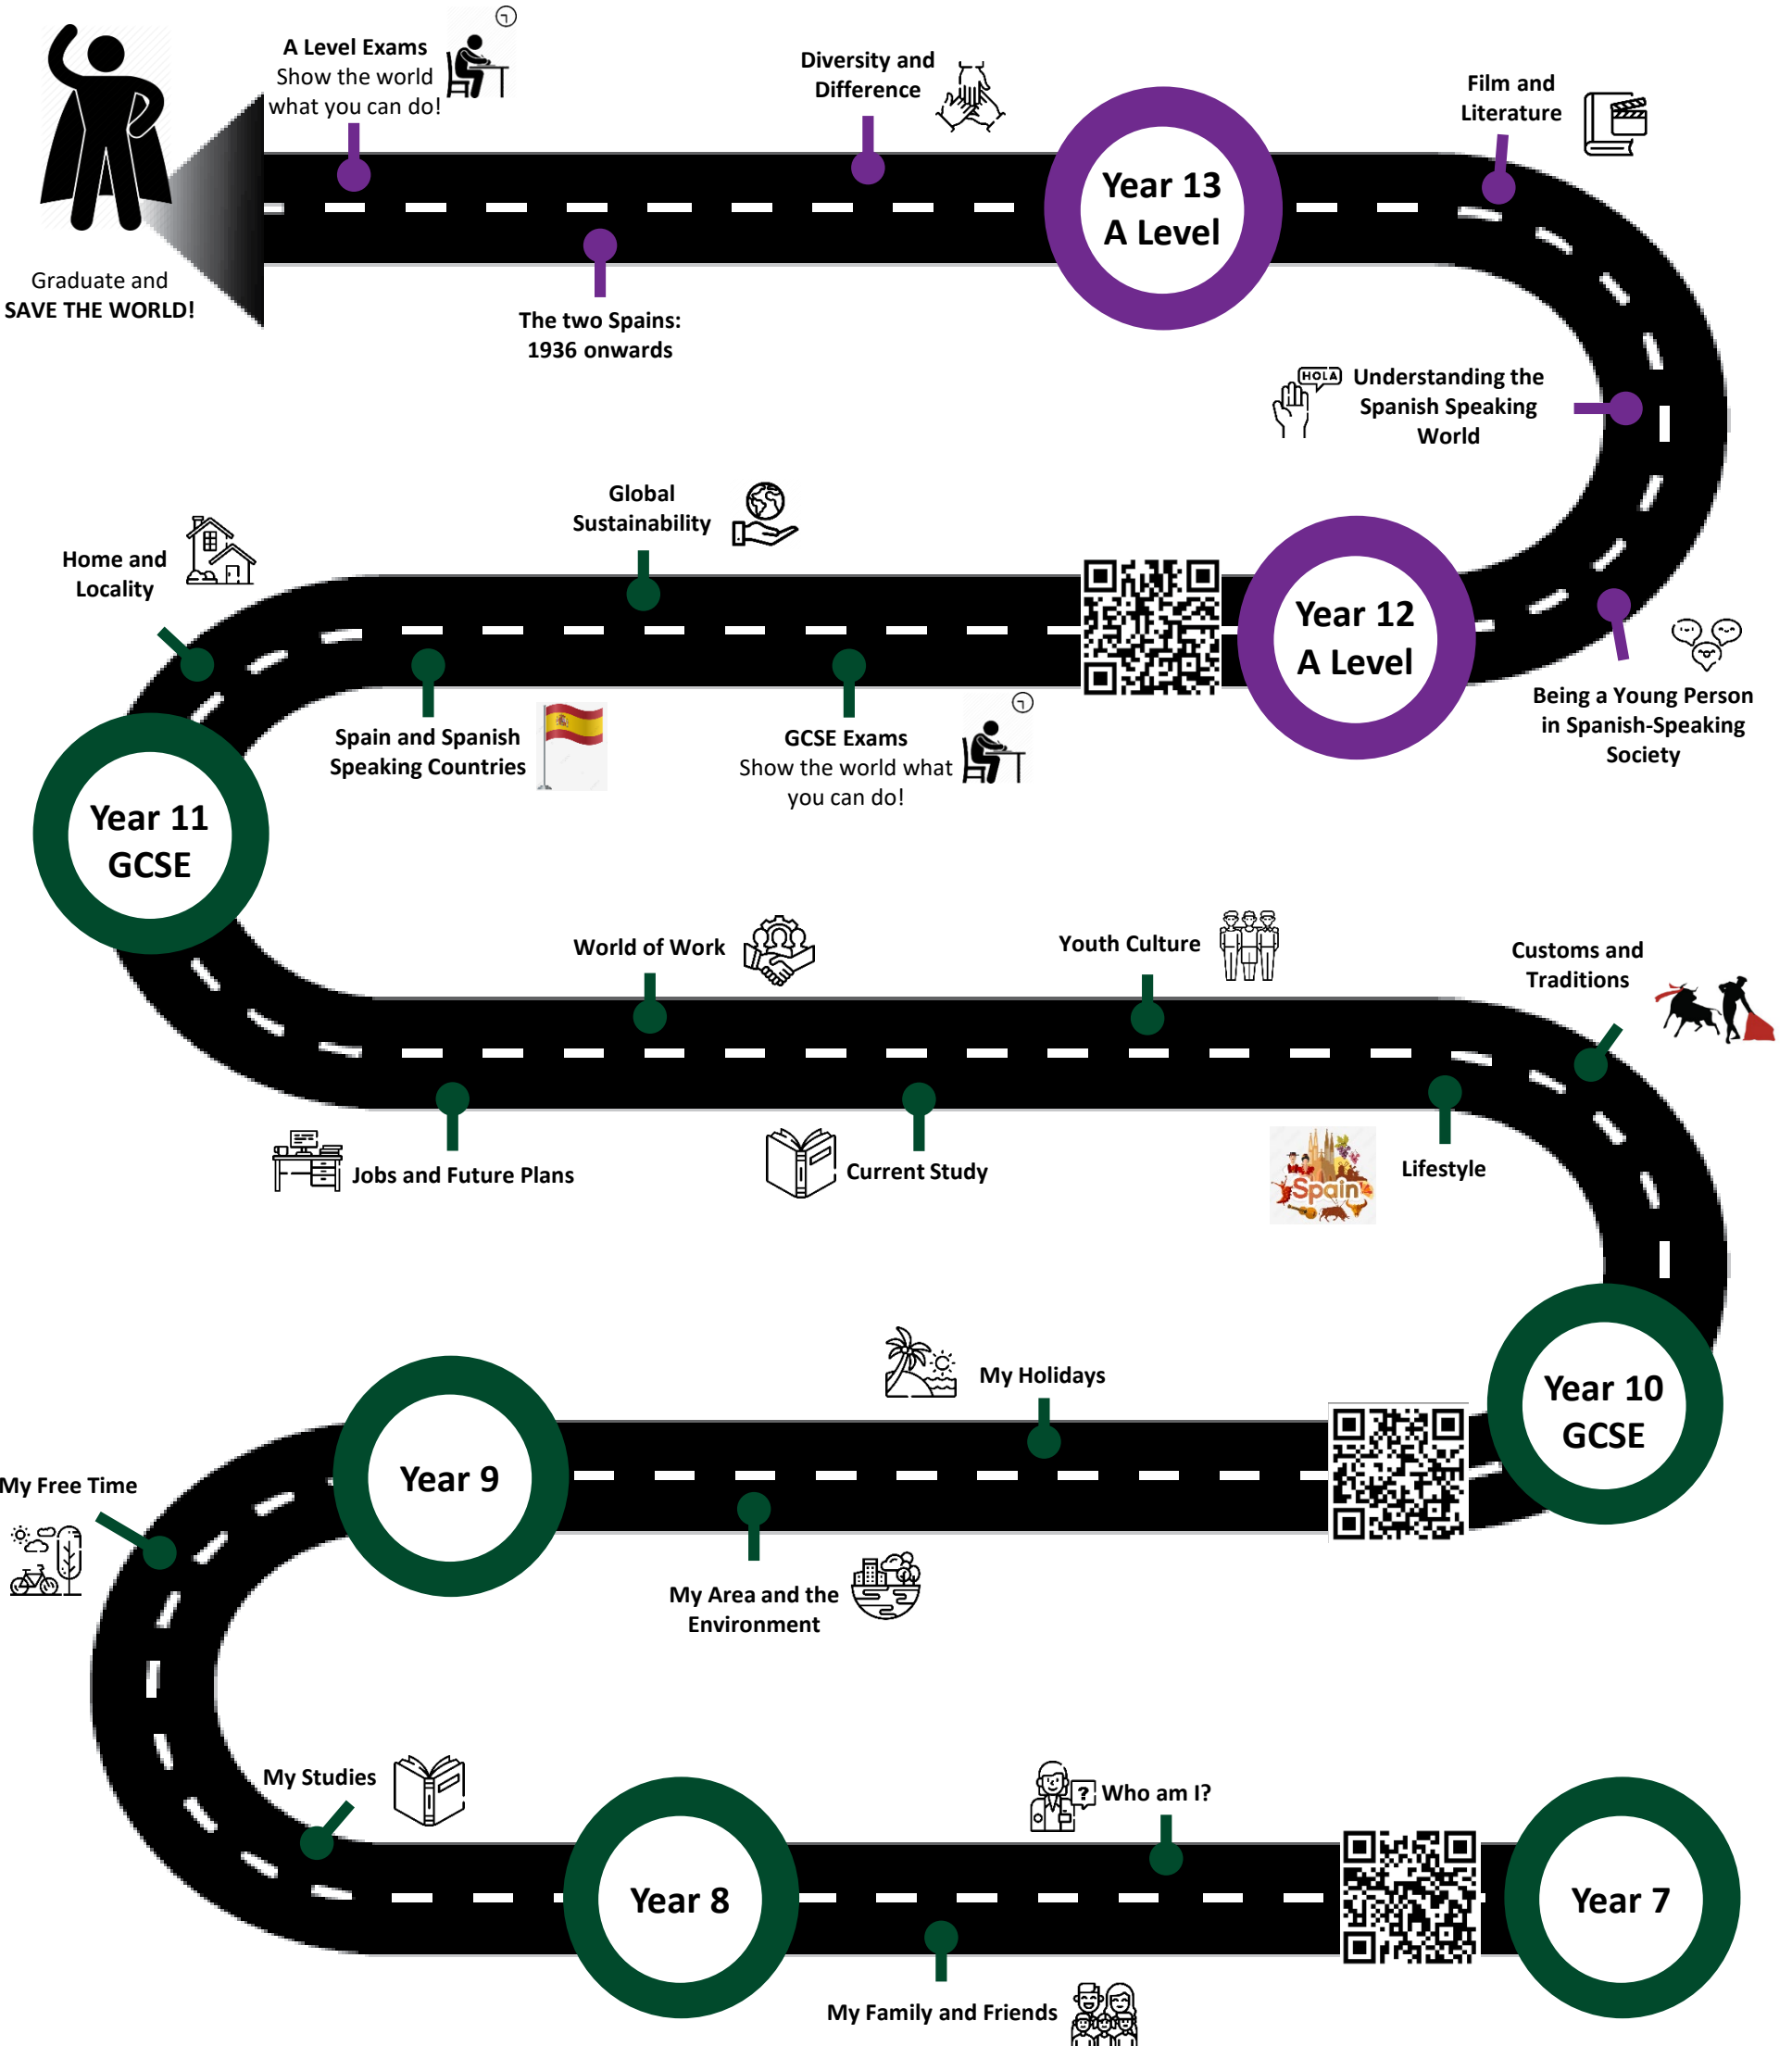 A Level Exams
Show the world
what you can do!
Diversity and
Difference
Film and
Literature
Year 13
A Level
Graduate and
SAVE THE WORLD!
The two Spains:
1936 onwards
HOLA
Understanding the
Spanish Speaking
World
Global
Sustainability
Home and
Locality
Year 12
A Level
Being a Young Person
in Spanish-Speaking
Society
Spain and Spanish
Speaking Countries
GCSE Exams
Show the world what
you can do!
Year 11
GCSE
World of Work
Youth Culture
Customs and
Traditions
Jobs and Future Plans
Current Study
Spain
Lifestyle
My Holidays
Year 10
GCSE
Year 9
My Free Time
My Area and the
Environment
My Studies
?
Who am I?
Year 8
Year 7
My Family and Friends